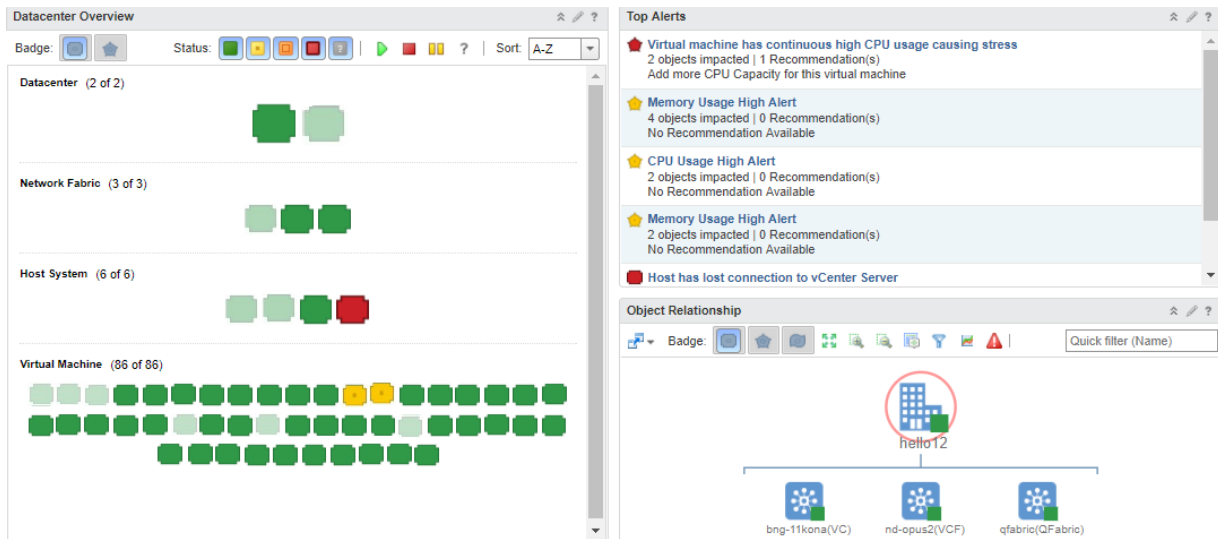 Datacenter Overview
?
Badge:
Status:
?
?
Sort:
A-Z
Datacenter (2 of 2)
Network Fabric (3 of 3)
Host System (6 of 6)
Virtual Machine (86 of 86)
Top Alerts
?
Virtual machine has continuous high CPU usage causing stress
2 objects impacted | 1 Recommendation(s)
Add more CPU Capacity for this virtual machine
Memory Usage High Alert
4 objects impacted | 0 Recommendation(s)
No Recommendation Available
CPU Usage High Alert
2 objects impacted | 0 Recommendation(s)
No Recommendation Available
Memory Usage High Alert
2 objects impacted | 0 Recommendation(s)
No Recommendation Available
Host has lost connection to vCenter Server
Object Relationship
?
Badge:
Quick filter (Name)
hello12
bng-11kona(VC)
nd-opus2(VCF)
qfabric(QFabric)